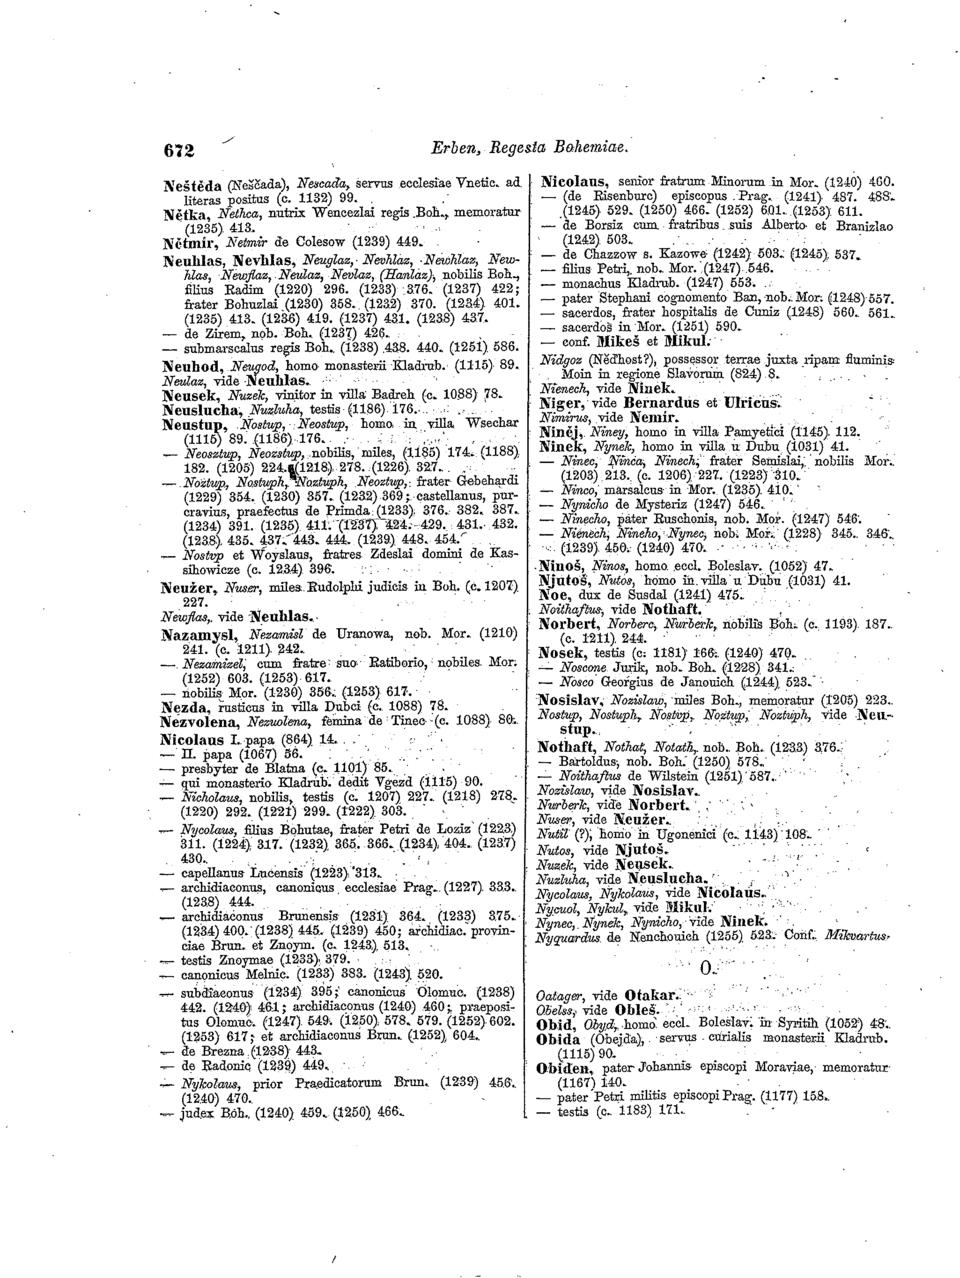 672
Erben, Regesta Bohemiae.
Neštěda (Neščada), Nescada, servus ecclesiae Vnetic. ad
literas positus (c. 1132) 99.
Nětka, Nethca, nutrix Wencezlai regis Boh., memoratur
(1235) 413.
Nětmír, Netmir de Colesow (1239) 449.
Neuhlas, Nevhlas, Neuglaz, Nevhlaz, Newhlaz, New-
hlas, Newflaz, Neulaz, Nevlaz, (Hanlaz), nobilis Boh.,
filius Radim (1220) 296. (1233) 376. (1237) 422;
frater Bohuzlai (1230) 358. (1232) 370. (1234) 401.
(1235) 413. (1236) 419. (1237) 431. (1238) 437.
— de Zirem, nob. Boh. (1237) 426.
— submarscalus regis Boh. (1238) 438. 440. (1251) 586.
Neuhod, Neugod, homo monasterii Kladrub. (1115) 89.
Neulaz, vide Neuhlas.
Neusek, Nuzek, vinitor in villa Badreh (c. 1088) 78.
Neuslucha, Nuzluha, testis (1186) 176.
Neustup, Nostup, Neostup, homo in villa Wsechar
(1115) 89. (1186) 176.
— Neosztup, Neozstup, nobilis, miles, (1185) 174. (1188)
182. (1205) 224. (1218) 278. (1226) 327.
— Noztup, Nostuph, Noztuph, Neoztup, frater Gebehardi
(1229) 354. (1230) 357. (1232) 369; castellanus, pur-
cravius, praefectus de Primda (1233) 376. 382. 387.
(1234) 391. (1235) 411. (1237) 424. 429. 431. 432.
(1238) 435. 437. 443. 444. (1239) 448. 454.
— Nostvp et Woyslaus, fratres Zdeslai domini de Kas-
sihowicze (c. 1234) 396.
Neužer, Nuser, miles Rudolphi judicis in Boh. (c. 1207)
227.
Newflas, vide Neuhlas.
Nazamysl, Nezamisl de Uranowa, nob. Mor. (1210)
241. (c. 1211) 242.
— Nezamizel, cum fratre suo Ratiborio, nobiles Mor.
(1252) 603. (1253) 617.
— nobilis Mor. (1230) 356. (1253) 617.
Nezda, rusticus in villa Dubci (c. 1088) 78.
Nezvolena, Nezuolena, femina de Tinec (c. 1088) 80.
Nicolaus I. papa (864) 14.
— II. papa (1067) 56.
— presbyter de Blatna (c. 1101) 85.
— qui monasterio Kladrub. dedit Vgezd (1115) 90.
— Nicholaus, nobilis, testis (c. 1207) 227. (1218) 278.
(1220) 292. (1221) 299. (1222) 303.
— Nycolaus, filius Bohutae, frater Petri de Loziz (1223)
311. (1224) 317. (1232) 365. 366. (1234) 404. (1237)
430.
— capellanus Lucensis (1223) 313.
— archidiaconus, canonicus ecclesiae Prag. (1227) 333.
(1238) 444.
— archidiaconus Brunensis (1231) 364. (1233) 375.
(1234) 400. (1238) 445. (1239) 450; archidiac. provin-
ciae Brun. et Znoym. (c. 1243) 513.
— testis Znoymae (1233) 379.
— canonicus Melnic. (1233) 383. (1243) 520.
— subdiaconus (1234) 395; canonicus Olomuc. (1238)
442. (1240) 461; archidiaconus (1240) 460; praeposi-
tus Olomuc. (1247) 549. (1250) 578. 579. (1252) 602.
(1253) 617; et archidiaconus Brun. (1252) 604.
— de Brezna (1238) 443.
— de Radonic (1239) 449.
— Nykolaus, prior Praedicatorum Brun. (1239) 456.
(1240) 470.
— judex Boh. (1240) 459. (1250) 466.
Nicolaus, senior fratrum Minorum in Mor. (1240) 460.
— (de Risenburc) episcopus Prag. (1241) 487. 488.
(1245) 529. (1250) 466. (1252) 601. (1253) 611.
— de Borsiz cum fratribus suis Alberto et Branizlao
(1242) 503.
— de Chazzow s. Kazowe (1242) 503. (1245) 537.
— filius Petri, nob. Mor. (1247) 546.
— monachus Kladrub. (1247) 553.
— pater Stephani cognomento Ban, nob. Mor. (1248) 557.
— sacerdos, frater hospitalis de Cuniz (1248) 560. 561.
— sacerdos in Mor. (1251) 590.
— conf. Mikeš et Mikul.
Nidgoz (Nědhost?), possessor terrae juxta ripam fluminis
Moin in regione Slavorum (824) 8.
Nienech, vide Ninek.
Niger, vide Bernardus et Ulricus.
Nimirus, vide Nemir.
Niněj, Niney, homo in villa Pamyetici (1145) 112.
Ninek, Nynek, homo in villa u Dubu (1031) 41.
— Ninec, Ninca, Ninech, frater Semislai, nobilis Mor.
(1203) 213. (c. 1206) 227. (1223) 310.
— Ninco, marsalcus in Mor. (1235) 410.
— Nynicho de Mysteriz (1247) 546.
— Ninecho, pater Ruschonis, nob. Mor. (1247) 546.
— Nienech, Nineho, Nynec, nob. Mor. (1228) 345. 346.
(1239) 450. (1240) 470.
Ninoš, Ninos, homo eccl. Boleslav. (1052) 47.
Njutoš, Nutos, homo in villa u Dubu (1031) 41.
Noe, dux de Susdal (1241) 475.
Noithaftus, vide Nothaft.
Norbert, Norberc, Nurberk, nobilis Boh. (c. 1193) 187.
(c. 1211) 244.
Nosek, testis (c. 1181) 166. (1240) 470.
— Noscone Jurik, nob. Boh. (1228) 341.
— Nosco Georgius de Janouich (1244) 523.
Nosislav, Nozislaw, miles Boh., memoratur (1205) 223.
Nostup, Nostuph, Nostvp, Noztup, Noztuph, vide Neu-
stup.
Nothaft, Nothat, Notath, nob. Boh. (1233) 376.
— Bartoldus, nob. Boh. (1250) 578.
— Noithaftus de Wilstein (1251) 587.
Nozislaw, vide Nosislav.
Nurberk, vide Norbert.
Nuser, vide Neužer.
Nutil (?), homo in Ugonenici (c. 1143) 108.
Nutos, vide Njutoš.
Nuzek, vide Neusek.
Nuzluha, vide Neuslucha.
Nycolaus, Nykolaus, vide Nicolaus.
Nycuol, Nykul, vide Mikul.
Nynec, Nynek, Nynicho, vide Ninek.
Nyquardus de Nenchouich (1255) 523. Conf. Mikvartus.
O.
Oatager, vide Otakar.
Obelss, vide Obleš.
Obid, Obyd, homo eccl. Boleslav. in Syritih (1052) 48.
Obida (Obejda), servus curialis monasterii Kladrub.
(1115) 90.
Obiden, pater Johannis episcopi Moraviae, memoratur
(1167) 140.
— pater Petri militis episcopi Prag. (1177) 158.
— testis (c. 1183) 171.